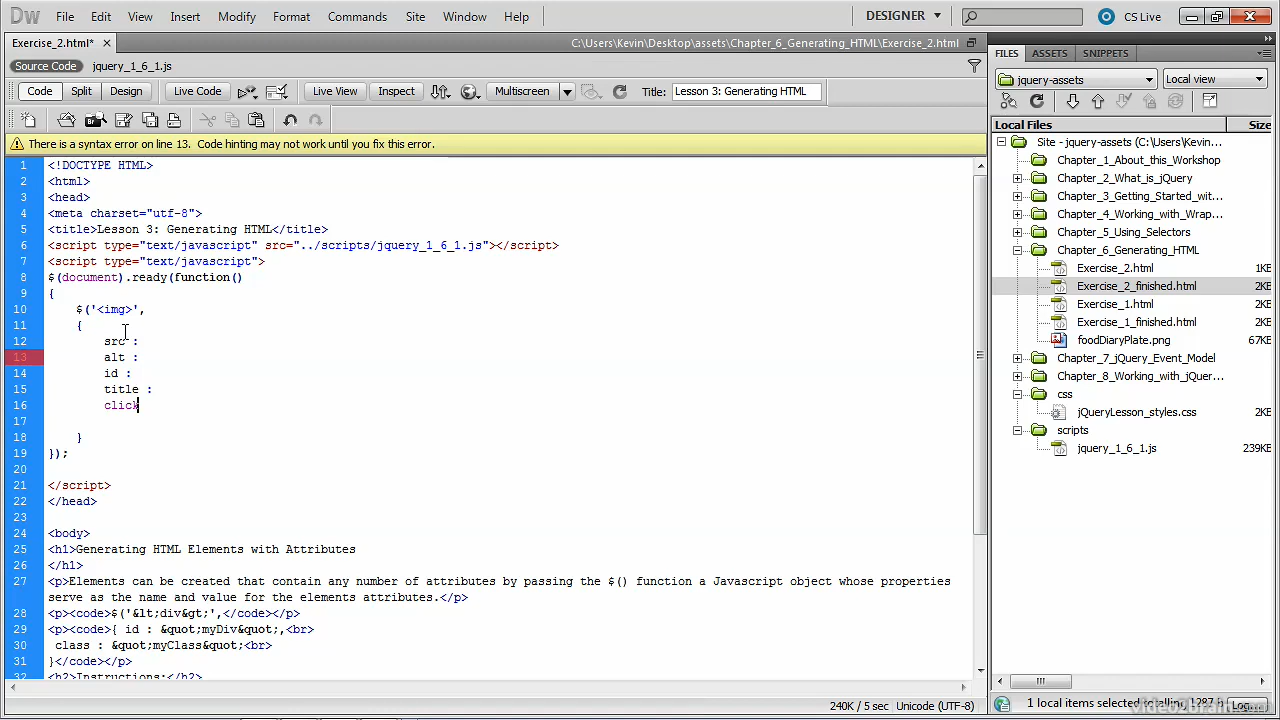 Dw File Edit View Insert Modify Format Commands Site Window Help DESIGNER CS Live
Exercise_2.html* C:\Users\Kevin\Desktop\assets\Chapter_6_Generating_HTML\Exercise_2.html
Source Code jquery_1_6_1.js
Code Split Design Live Code Live View Inspect Multiscreen Title: Lesson 3: Generating HTML
There is a syntax error on line 13. Code hinting may not work until you fix this error.
1 <!DOCTYPE HTML>
2 <html>
3 <head>
4 <meta charset="utf-8">
5 <title>Lesson 3: Generating HTML</title>
6 <script type="text/javascript" src="../scripts/jquery_1_6_1.js"></script>
7 <script type="text/javascript">
8 $(document).ready(function()
9 {
10 $('<img>',
11 {
12 src :
13 alt :
14 id :
15 title :
16 click
17
18 }
19 });
20
21 </script>
22 </head>
23
24 <body>
25 <h1>Generating HTML Elements with Attributes
26 </h1>
27 <p>Elements can be created that contain any number of attributes by passing the $() function a Javascript object whose properties
serve as the name and value for the elements attributes.</p>
28 <p><code>$('&lt;div&gt;',</code></p>
29 <p><code>{ id : &quot;myDiv&quot;,<br>
30 class : &quot;myClass&quot;<br>
31 }</code></p>
32 <h2>Instructions:</h2>
240K / 5 sec Unicode (UTF-8)
FILES ASSETS SNIPPETS
jquery-assets Local view
Local Files Size
Site - jquery-assets (C:\Users\Kevin...
Chapter_1_About_this_Workshop
Chapter_2_What_is_jQuery
Chapter_3_Getting_Started_wit...
Chapter_4_Working_with_Wrap...
Chapter_5_Using_Selectors
Chapter_6_Generating_HTML
Exercise_2.html 1KB
Exercise_2_finished.html 2KB
Exercise_1.html 2KB
Exercise_1_finished.html 2KB
foodDiaryPlate.png 67KB
Chapter_7_jQuery_Event_Model
Chapter_8_Working_with_jQuer...
css
jQueryLesson_styles.css 2KB
scripts
jquery_1_6_1.js 239KB
1 local items selected Log...
video2brain.com